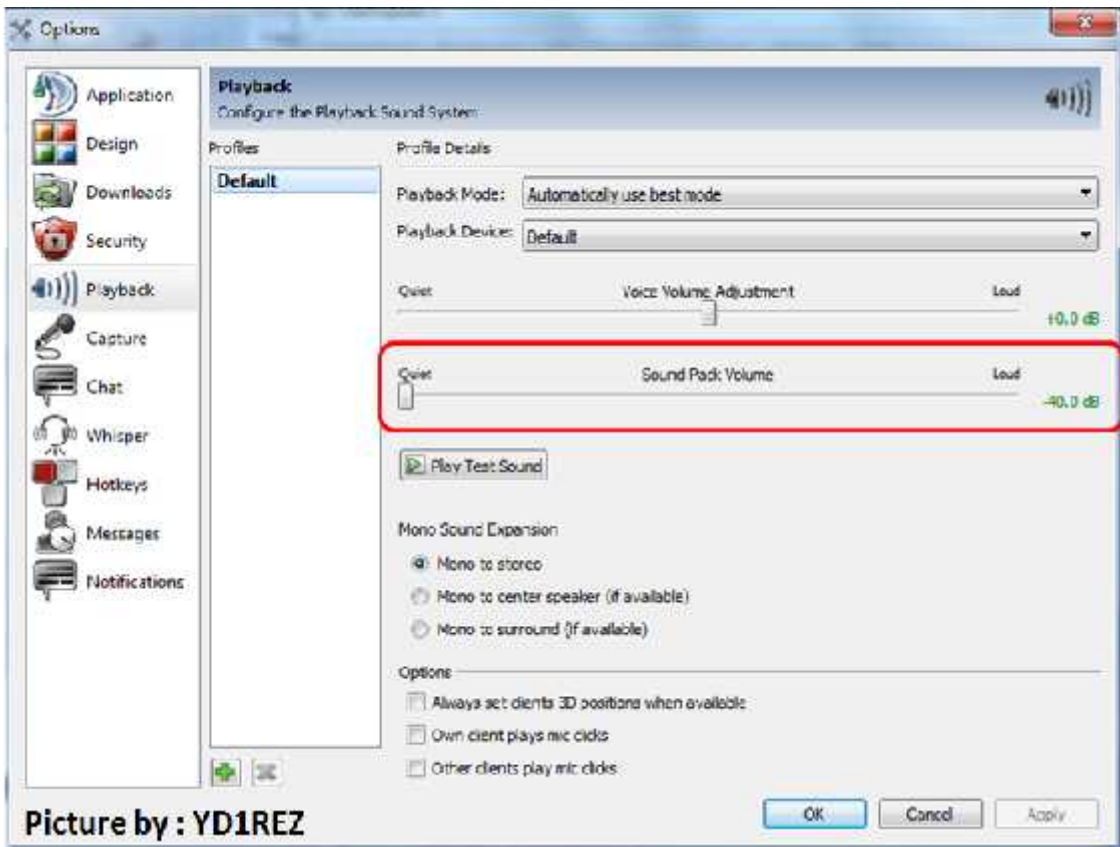 Options
Application
Design
Downloads
Security
Playback
Capture
Chat
Whisper
Hotkeys
Messages
Notifications
Playback
Configure the Playback Sound System
Profiles
Default
Profile Details
Playback Mode: Automatically use best mode
Playback Device: Default
Quiet Voice Volume Adjustment Loud
+0.0 dB
Quiet Sound Pack Volume Loud
-40.0 dB
Play Test Sound
Mono Sound Expansion
Mono to stereo
Mono to center speaker (if available)
Mono to surround (if available)
Options
Always set clients 3D positions when available
Own client plays mic clicks
Other clients play mic clicks
OK Cancel Apply
Picture by : YD1REZ